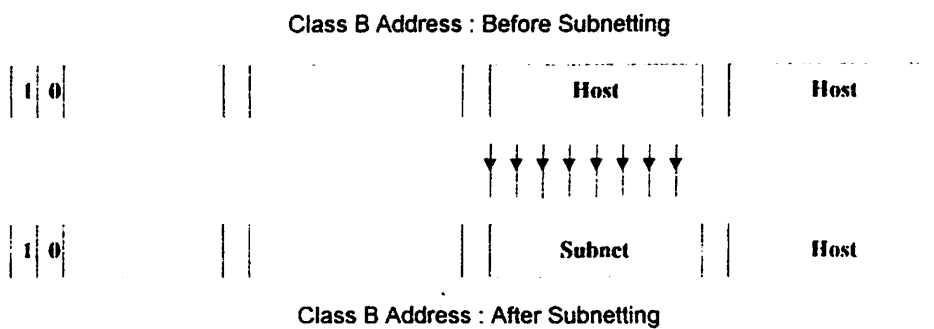 Class B Address : Before Subnetting
1 0 Host Host
1 0 Subnet Host
Class B Address : After Subnetting